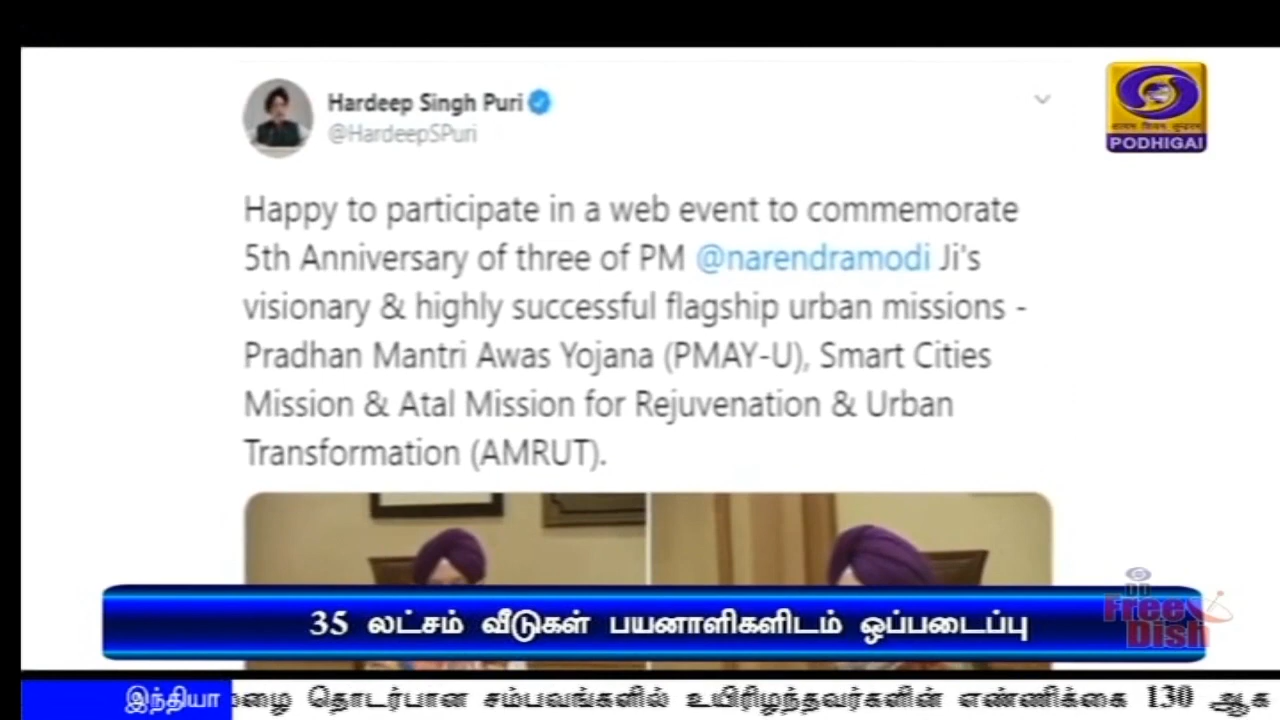 Hardeep Singh Puri
@HardeepSPuri
PODHIGAI
Happy to participate in a web event to commemorate
5th Anniversary of three of PM @narendramodi Ji's
visionary & highly successful flagship urban missions -
Pradhan Mantri Awas Yojana (PMAY-U), Smart Cities
Mission & Atal Mission for Rejuvenation & Urban
Transformation (AMRUT).
35 லட்சம் வீடுகள் பயனாளிகளிடம் ஒப்படைப்பு
DD
Free
Dish
இந்தியா
தொடர்பான சம்பவங்களில் உயிரிழந்தவர்களின் எண்ணிக்கை 130 ஆக